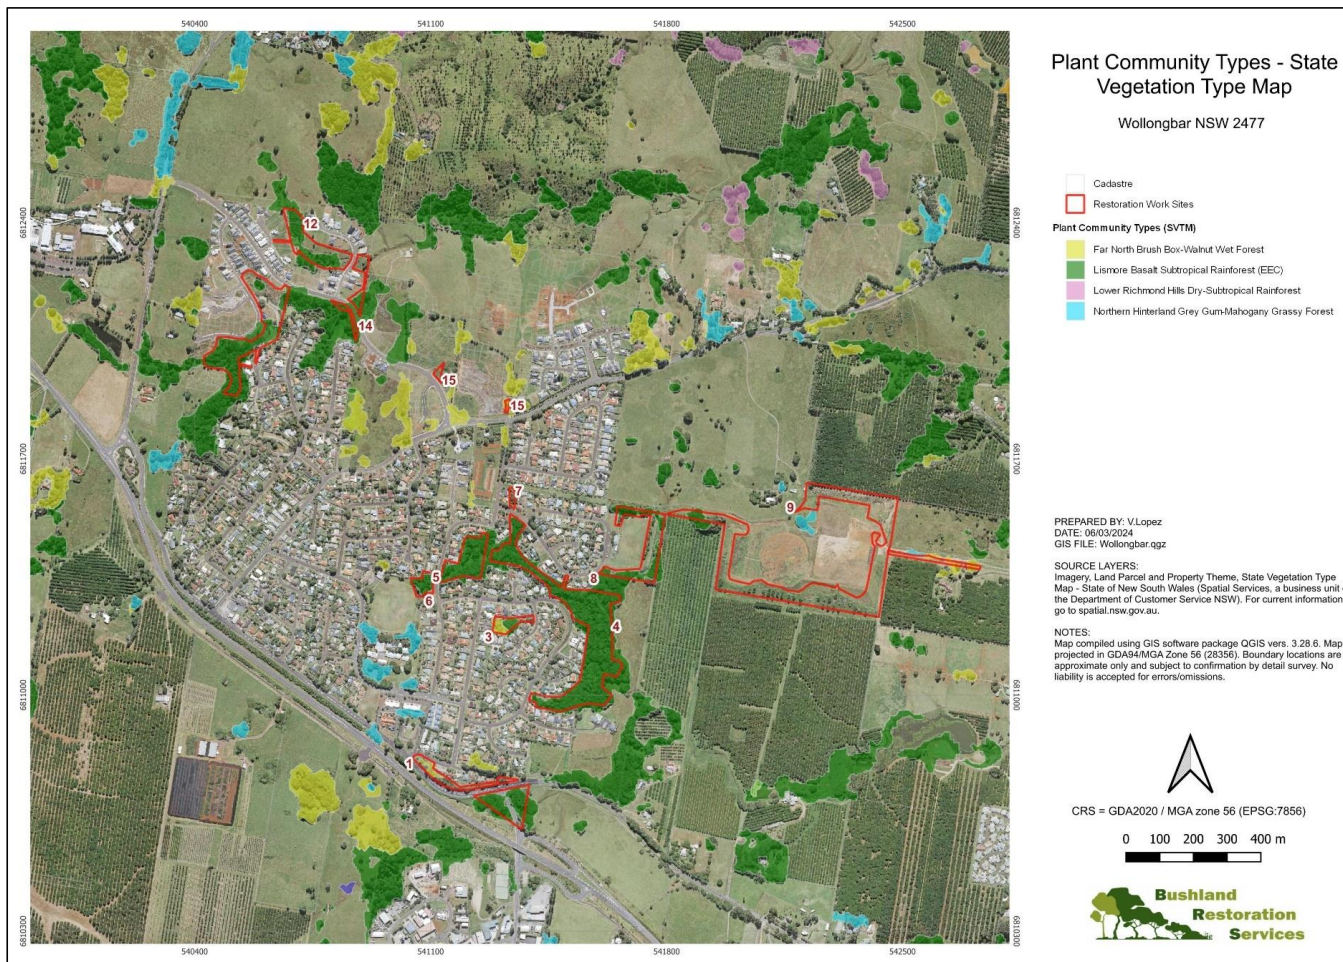 540400
541100
541800
542500
Plant Community Types - State
Vegetation Type Map
Wollongbar NSW 2477
Cadastre
Restoration Work Sites
Plant Community Types (SVTM)
Far North Brush Box-Walnut Wet Forest
Lismore Basalt Subtropical Rainforest (EEC)
Lower Richmond Hills Dry-Subtropical Rainforest
Northern Hinterland Grey Gum-Mahogany Grassy Forest
6812400
6812400
12
14
15
15
6811700
6811700
7
9
5
8
6
4
3
6811000
6811000
1
6810300
6810300
PREPARED BY: V.Lopez
DATE: 06/03/2024
GIS FILE: Wollongbar.qgz
SOURCE LAYERS:
Imagery, Land Parcel and Property Theme, State Vegetation Type
Map - State of New South Wales (Spatial Services, a business unit
the Department of Customer Service NSW). For current information
go to spatial.nsw.gov.au.
NOTES:
Map compiled using GIS software package QGIS vers. 3.28.6. Map
projected in GDA94/MGA Zone 56 (28356). Boundary locations are
approximate only and subject to confirmation by detail survey. No
liability is accepted for errors/omissions.
CRS = GDA2020 / MGA zone 56 (EPSG:7856)
0 100 200 300 400 m
Bushland
Restoration
Services
540400
541100
541800
542500